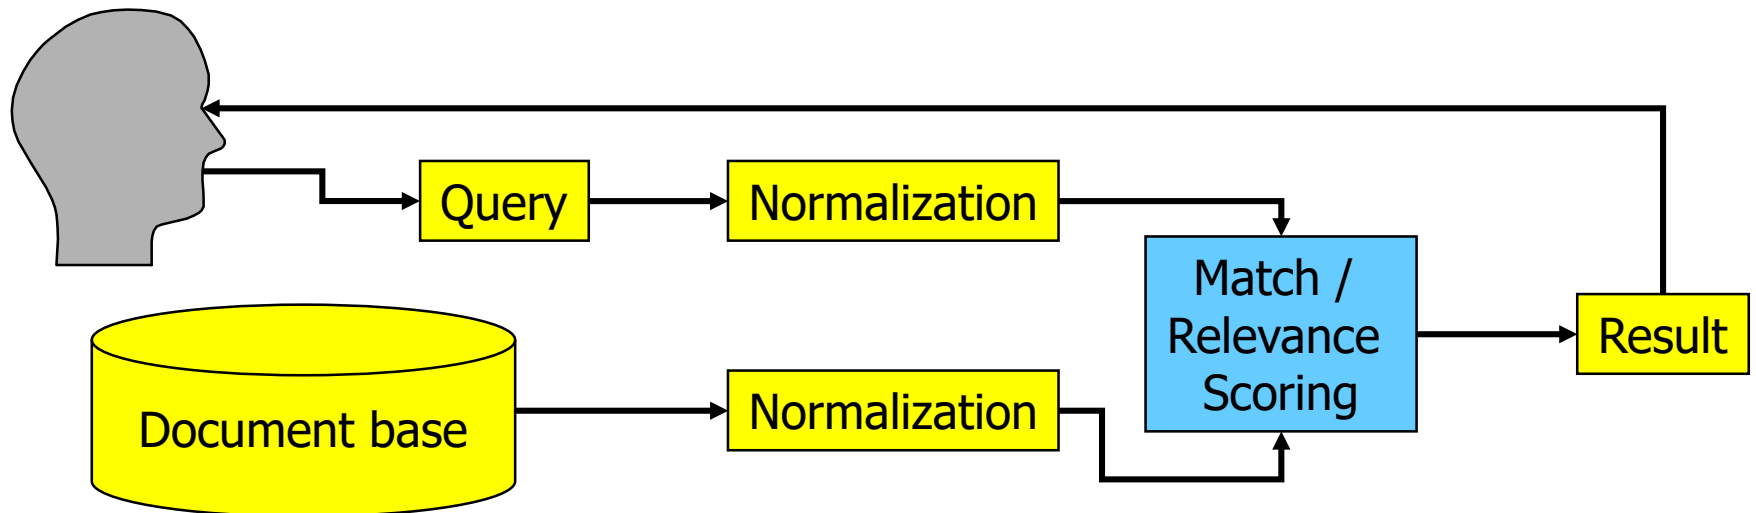 Query
Normalization
Match /
Relevance
Scoring
Result
Document base
Normalization